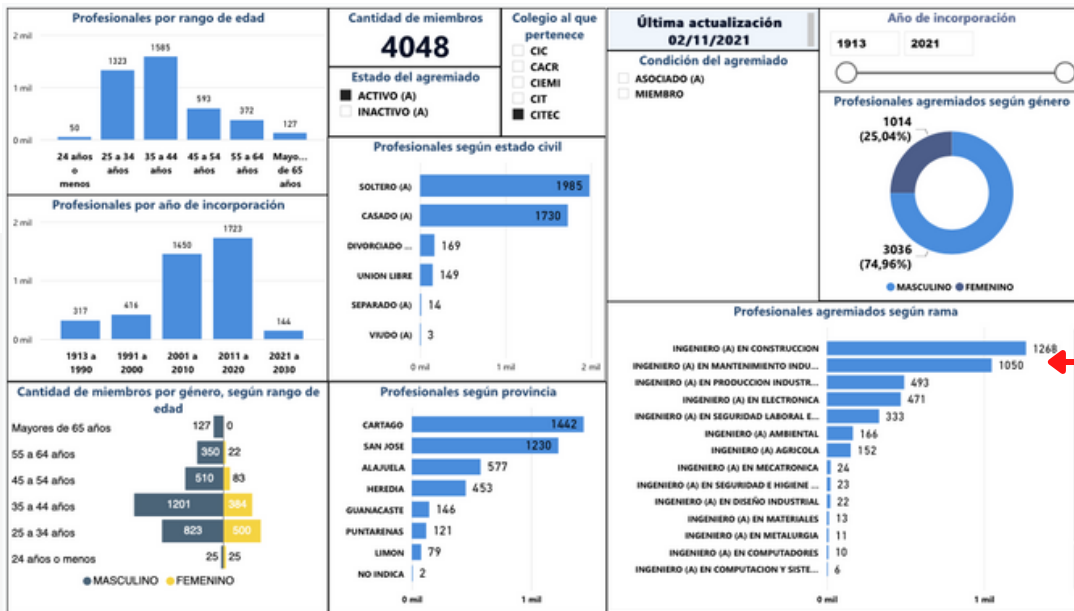 Profesionales por rango de edad
2 mil
1 mil
0 mil
50
1323
1585
593
372
127
24 años o menos
25 a 34 años
35 a 44 años
45 a 54 años
55 a 64 años
Mayo... de 65 años
Cantidad de miembros
4048
Estado del agremiado
ACTIVO (A)
INACTIVO (A)
Colegio al que pertenece
CIC
CACR
CIEMI
CIT
CITEC
Última actualización
02/11/2021
Condición del agremiado
ASOCIADO (A)
MIEMBRO
Año de incorporación
1913
2021
Profesionales agremiados según género
1014
(25,04%)
3036
(74,96%)
MASCULINO
FEMENINO
Profesionales por año de incorporación
2 mil
1 mil
0 mil
317
416
1450
1723
144
1913 a 1990
1991 a 2000
2001 a 2010
2011 a 2020
2021 a 2030
Profesionales según estado civil
SOLTERO (A) 1985
CASADO (A) 1730
DIVORCIADO ... 169
UNION LIBRE 149
SEPARADO (A) 14
VIUDO (A) 3
0 mil 1 mil 2 mil
Cantidad de miembros por género, según rango de edad
Mayores de 65 años 127 0
55 a 64 años 350 22
45 a 54 años 510 83
35 a 44 años 1201 384
25 a 34 años 823 500
24 años o menos 25 25
MASCULINO FEMENINO
Profesionales según provincia
CARTAGO 1442
SAN JOSE 1230
ALAJUELA 577
HEREDIA 453
GUANACASTE 146
PUNTARENAS 121
LIMON 79
NO INDICA 2
0 mil 1 mil
Profesionales agremiados según rama
INGENIERO (A) EN CONSTRUCCION 1268
INGENIERO (A) EN MANTENIMIENTO INDU... 1050
INGENIERO (A) EN PRODUCCION INDUSTR... 493
INGENIERO (A) EN ELECTRONICA 471
INGENIERO (A) EN SEGURIDAD LABORAL E... 333
INGENIERO (A) AMBIENTAL 166
INGENIERO (A) AGRICOLA 152
INGENIERO (A) EN MECATRONICA 24
INGENIERO (A) EN SEGURIDAD E HIGIENE ... 23
INGENIERO (A) EN DISEÑO INDUSTRIAL 22
INGENIERO (A) EN MATERIALES 13
INGENIERO (A) EN METALURGIA 11
INGENIERO (A) EN COMPUTADORES 10
INGENIERO (A) EN COMPUTACION Y SISTE... 6
0 mil 1 mil